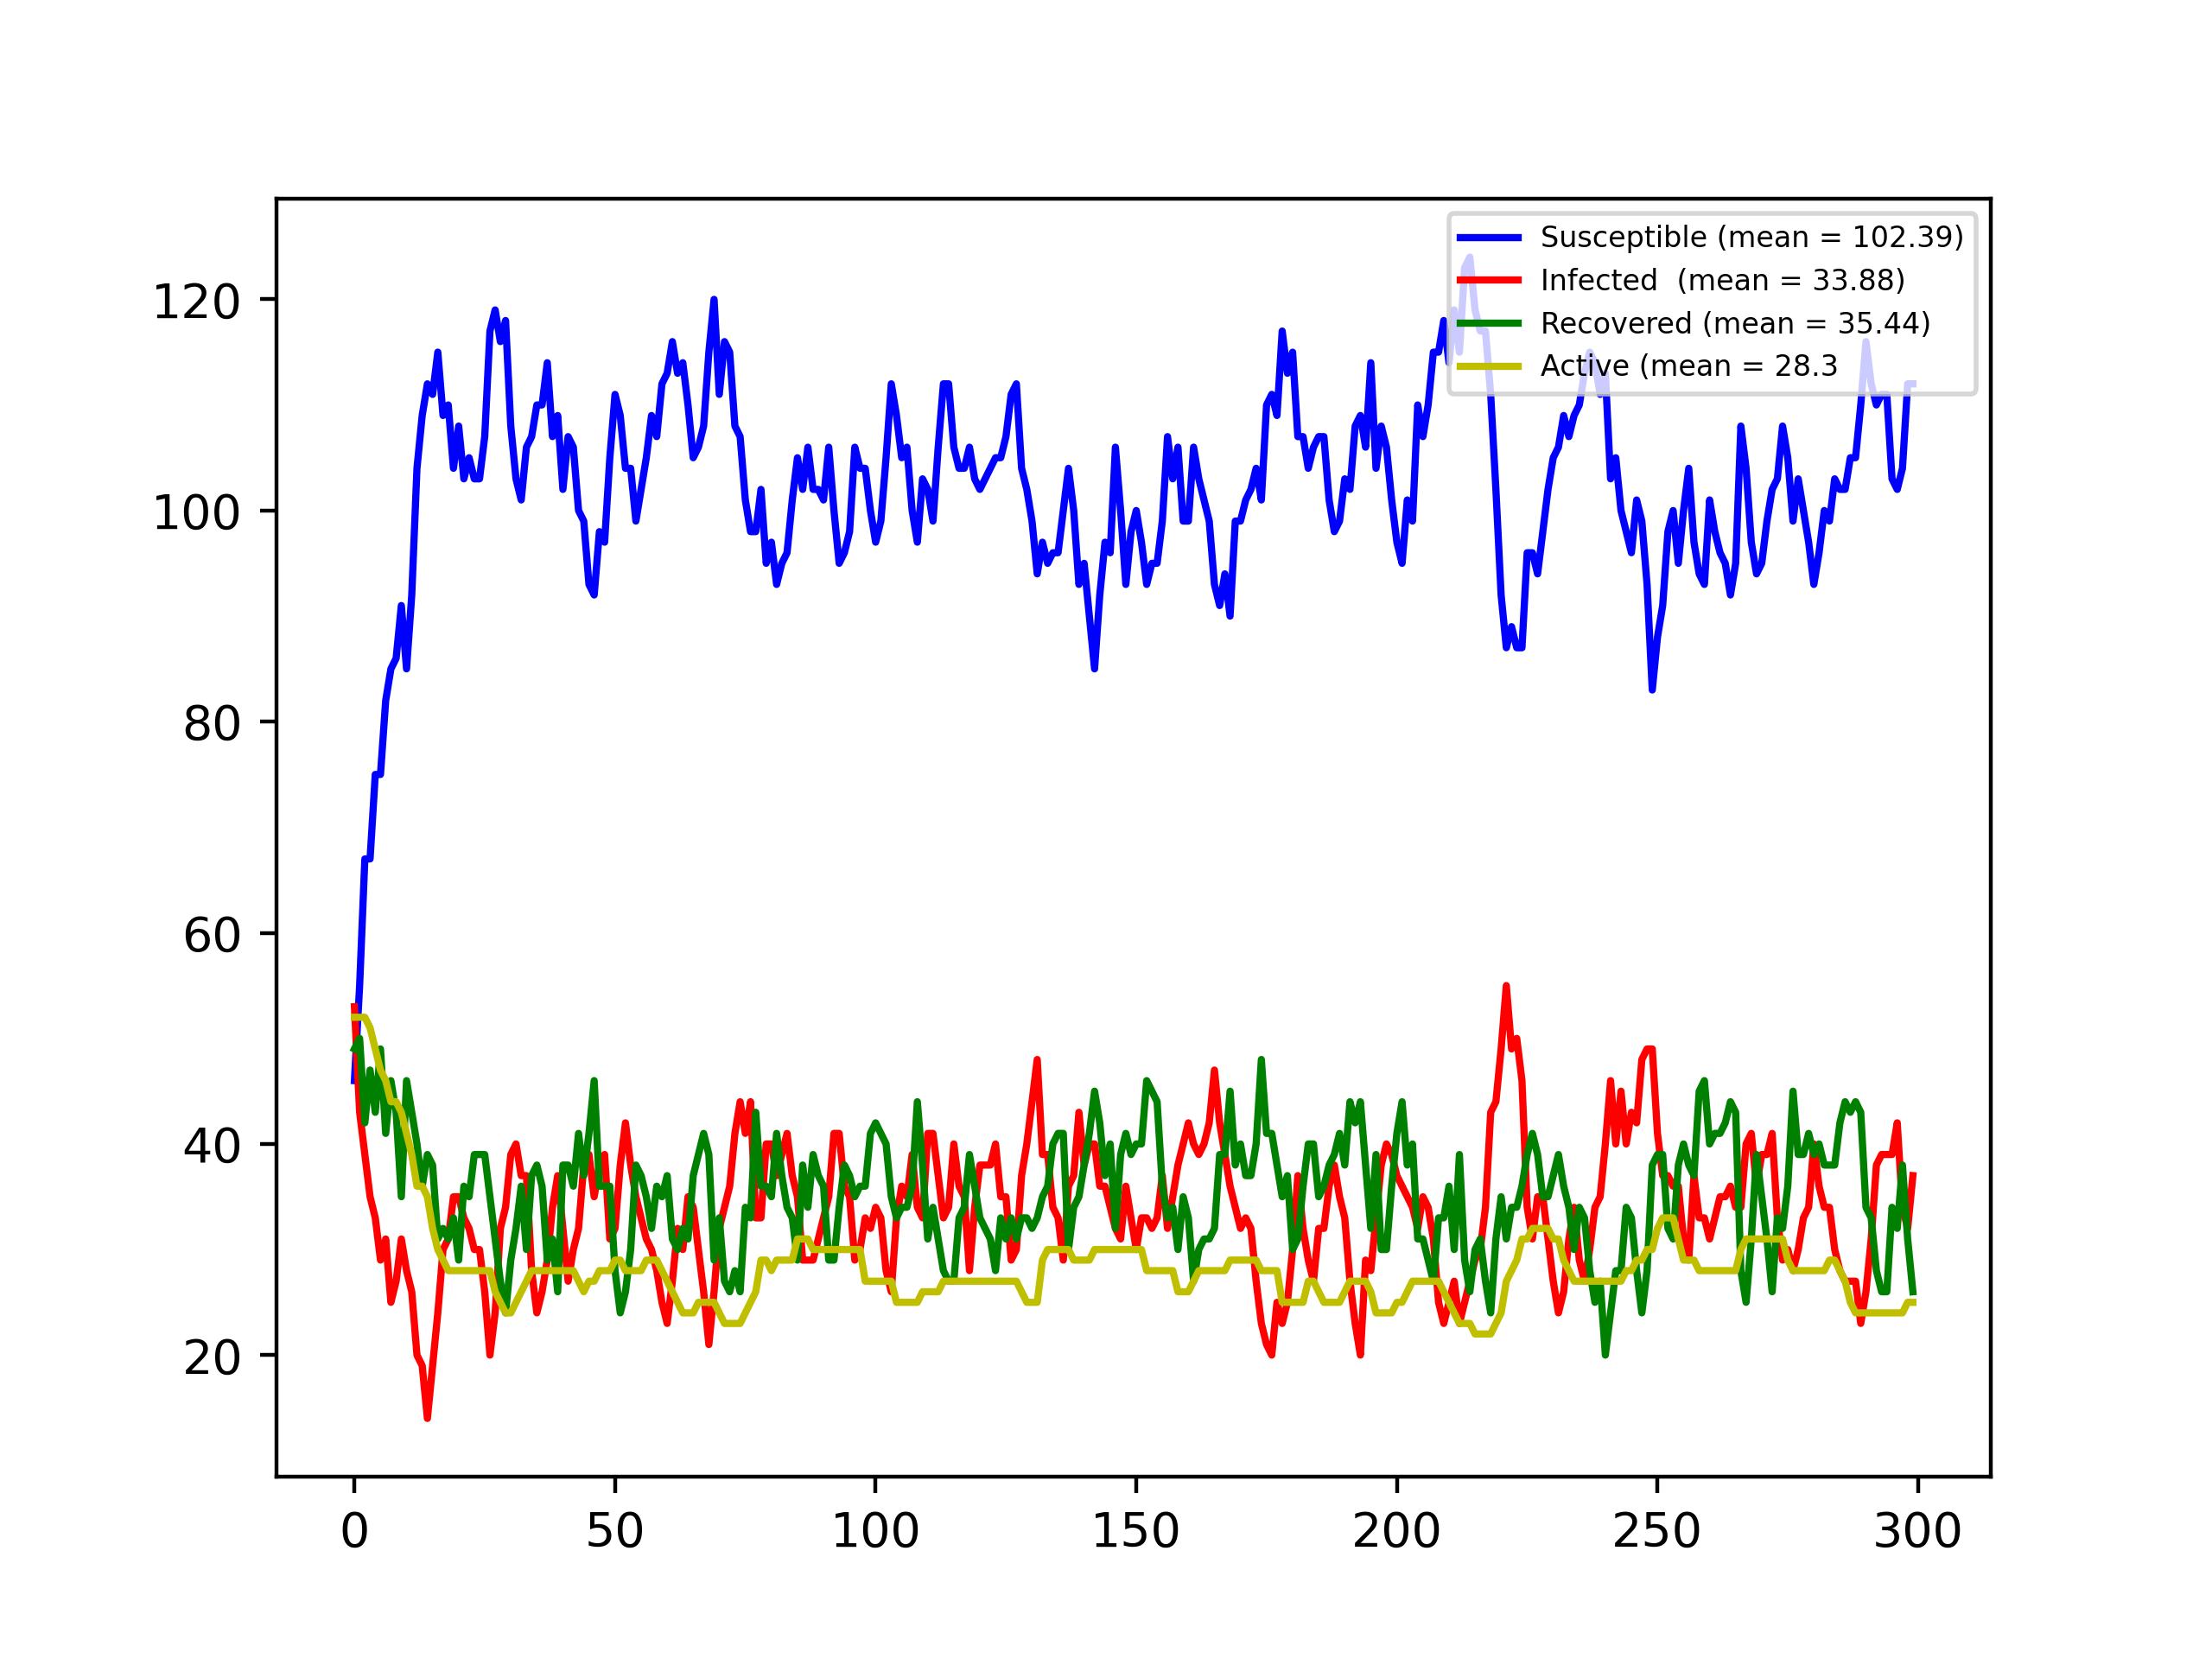 Susceptible (mean = 102.39)
Infected  (mean = 33.88)
Recovered (mean = 35.44)
Active (mean = 28.3
120
100
80
60
40
20
0 50 100 150 200 250 300